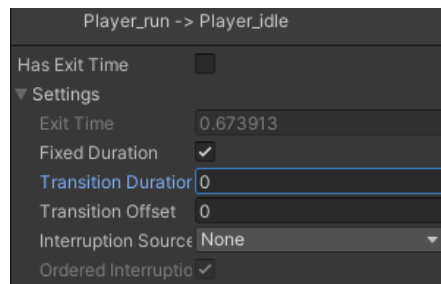 Player_run -> Player_idle
Has Exit Time
Settings
Exit Time 0.673913
Fixed Duration
Transition Duration 0
Transition Offset 0
Interruption Source None
Ordered Interruptio